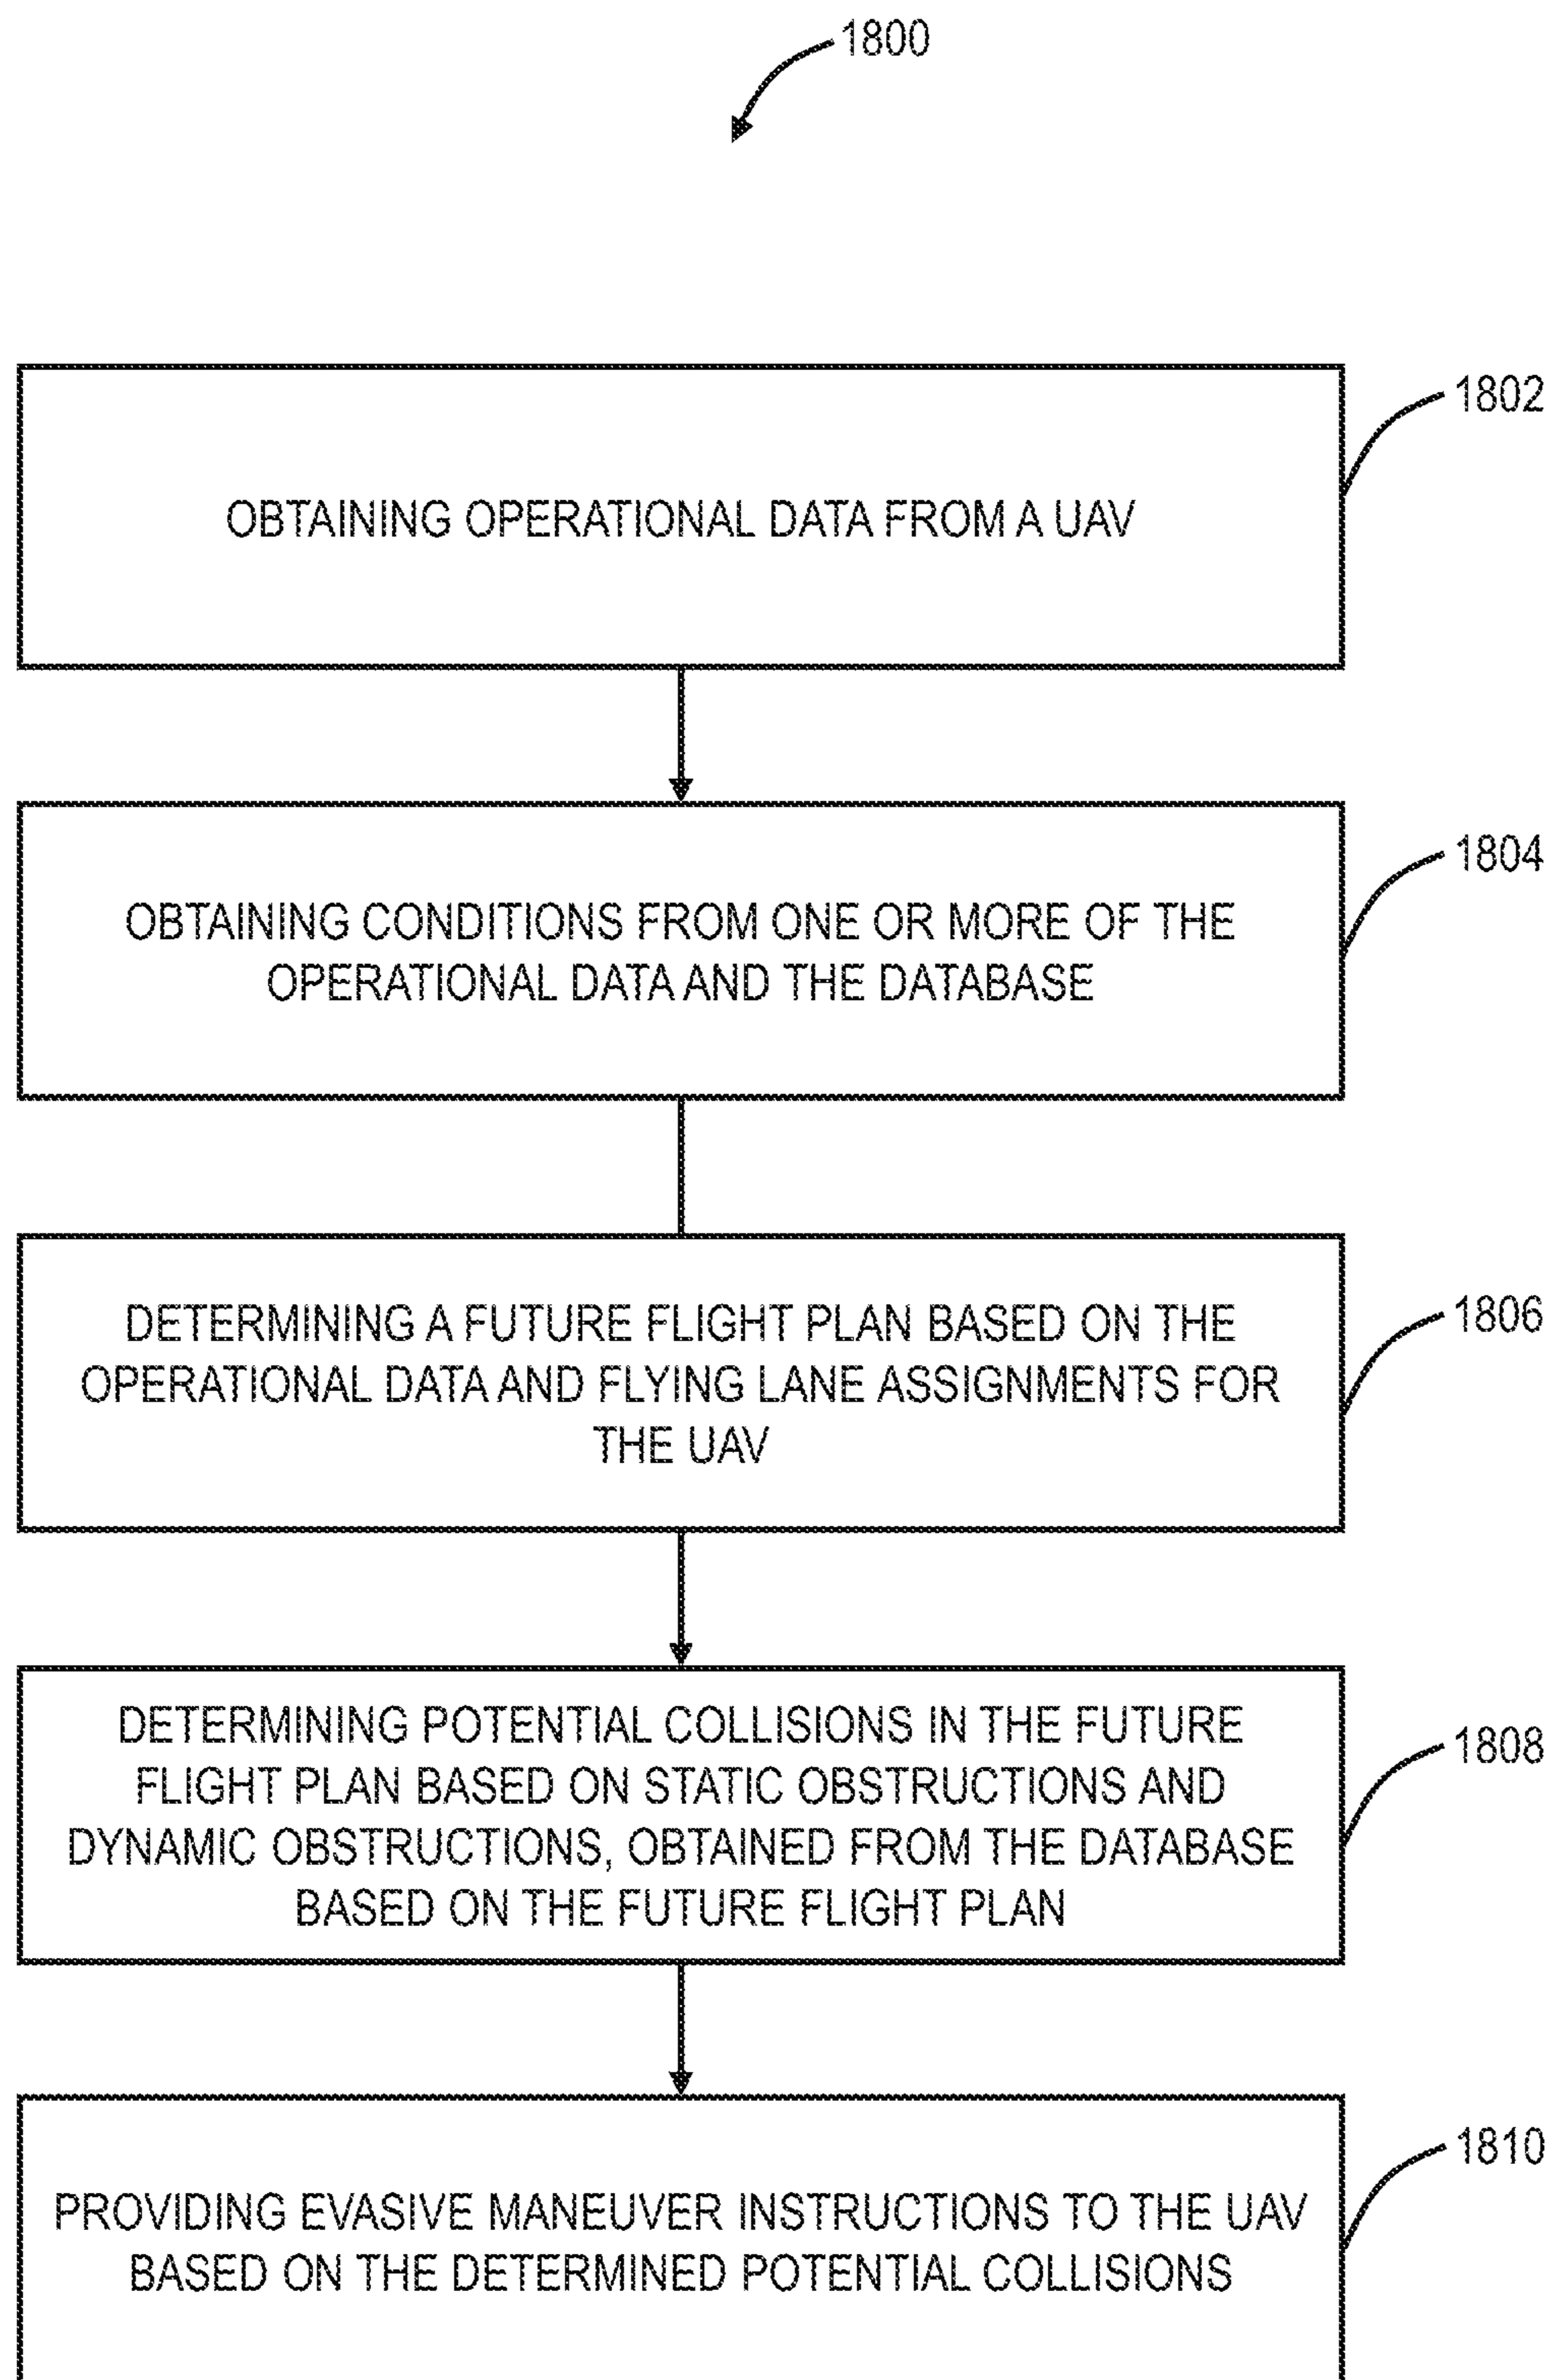 1800
1802
OBTAINING OPERATIONAL DATA FROM A UAV
1804
OBTAINING CONDITIONS FROM ONE OR MORE OF THE
OPERATIONAL DATA AND THE DATABASE
1806
DETERMINING A FUTURE FLIGHT PLAN BASED ON THE
OPERATIONAL DATA AND FLYING LANE ASSIGNMENTS FOR
THE UAV
1808
DETERMINING POTENTIAL COLLISIONS IN THE FUTURE
FLIGHT PLAN BASED ON STATIC OBSTRUCTIONS AND
DYNAMIC OBSTRUCTIONS, OBTAINED FROM THE DATABASE
BASED ON THE FUTURE FLIGHT PLAN
1810
PROVIDING EVASIVE MANEUVER INSTRUCTIONS TO THE UAV
BASED ON THE DETERMINED POTENTIAL COLLISIONS